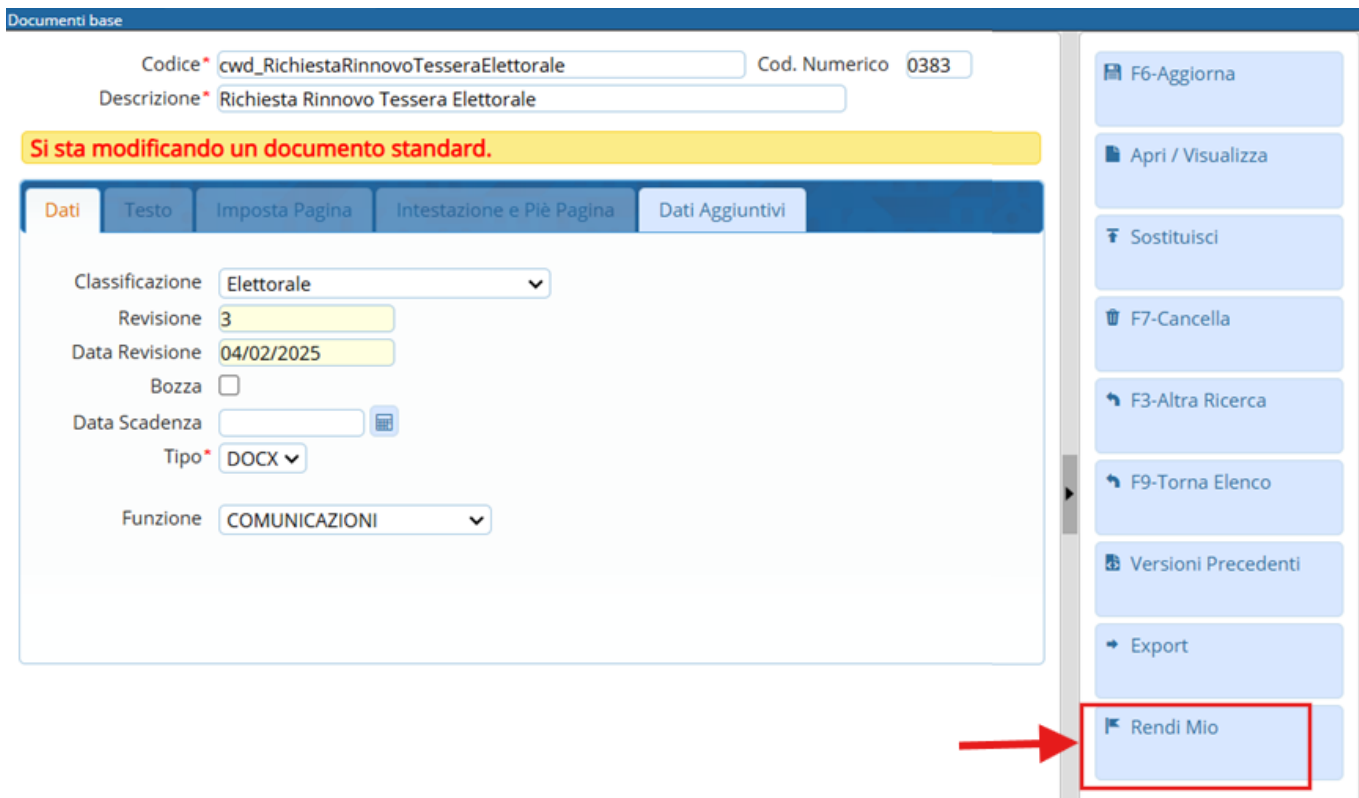 Documenti base
Codice* cwd_RichiestaRinnovoTesseraElettorale Cod. Numerico 0383
Descrizione* Richiesta Rinnovo Tessera Elettorale
Si sta modificando un documento standard.
Dati Testo Imposta Pagina Intestazione e Piè Pagina Dati Aggiuntivi
Classificazione Elettorale
Revisione 3
Data Revisione 04/02/2025
Bozza
Data Scadenza
Tipo* DOCX
Funzione COMUNICAZIONI
F6-Aggiorna
Apri / Visualizza
Sostituisci
F7-Cancella
F3-Altra Ricerca
F9-Torna Elenco
Versioni Precedenti
Export
Rendi Mio